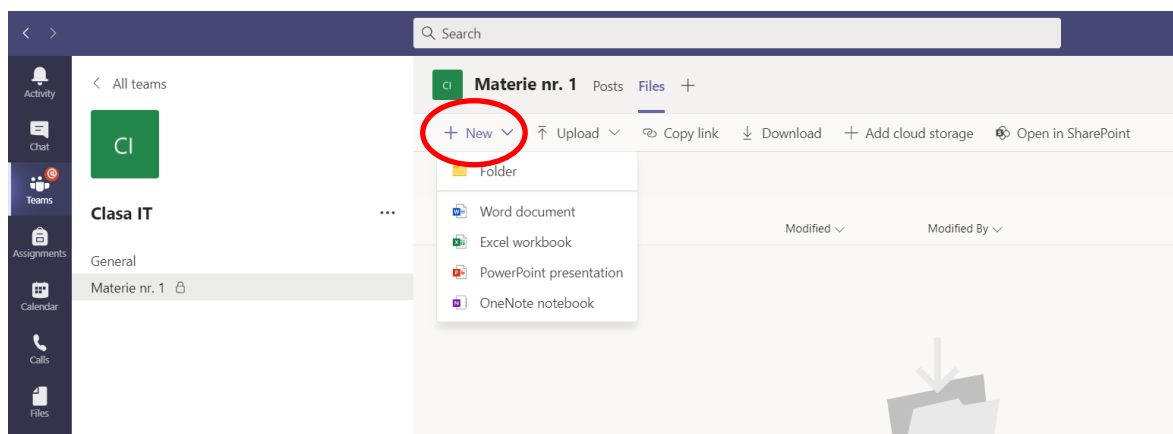 Search
Activity
Chat
Teams
Assignments
Calendar
Calls
Files
All teams
CI
Clasa IT
...
General
Materie nr. 1
CI Materie nr. 1 Posts Files +
+ New Upload Copy link Download + Add cloud storage Open in SharePoint
Folder
Word document
Excel workbook
PowerPoint presentation
OneNote notebook
Modified Modified By